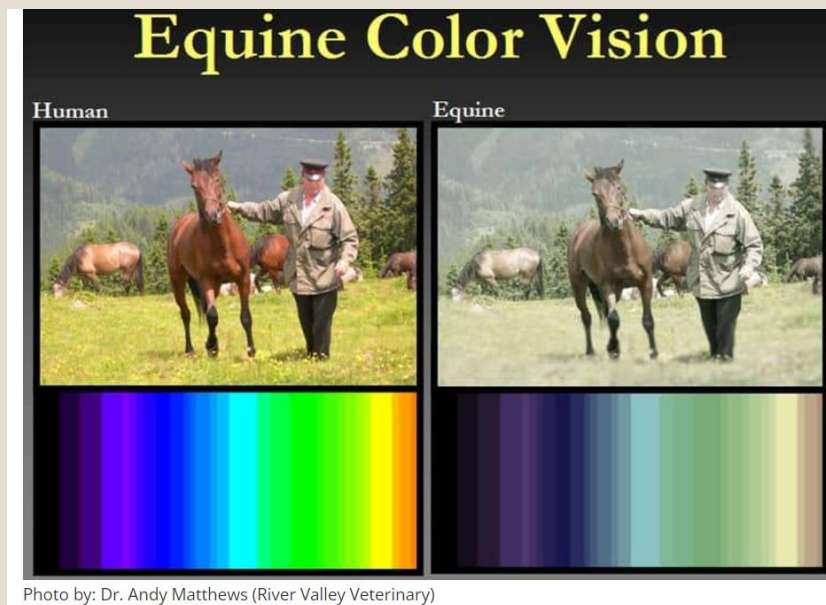 Equine Color Vision
Human
Equine
Photo by: Dr. Andy Matthews (River Valley Veterinary)